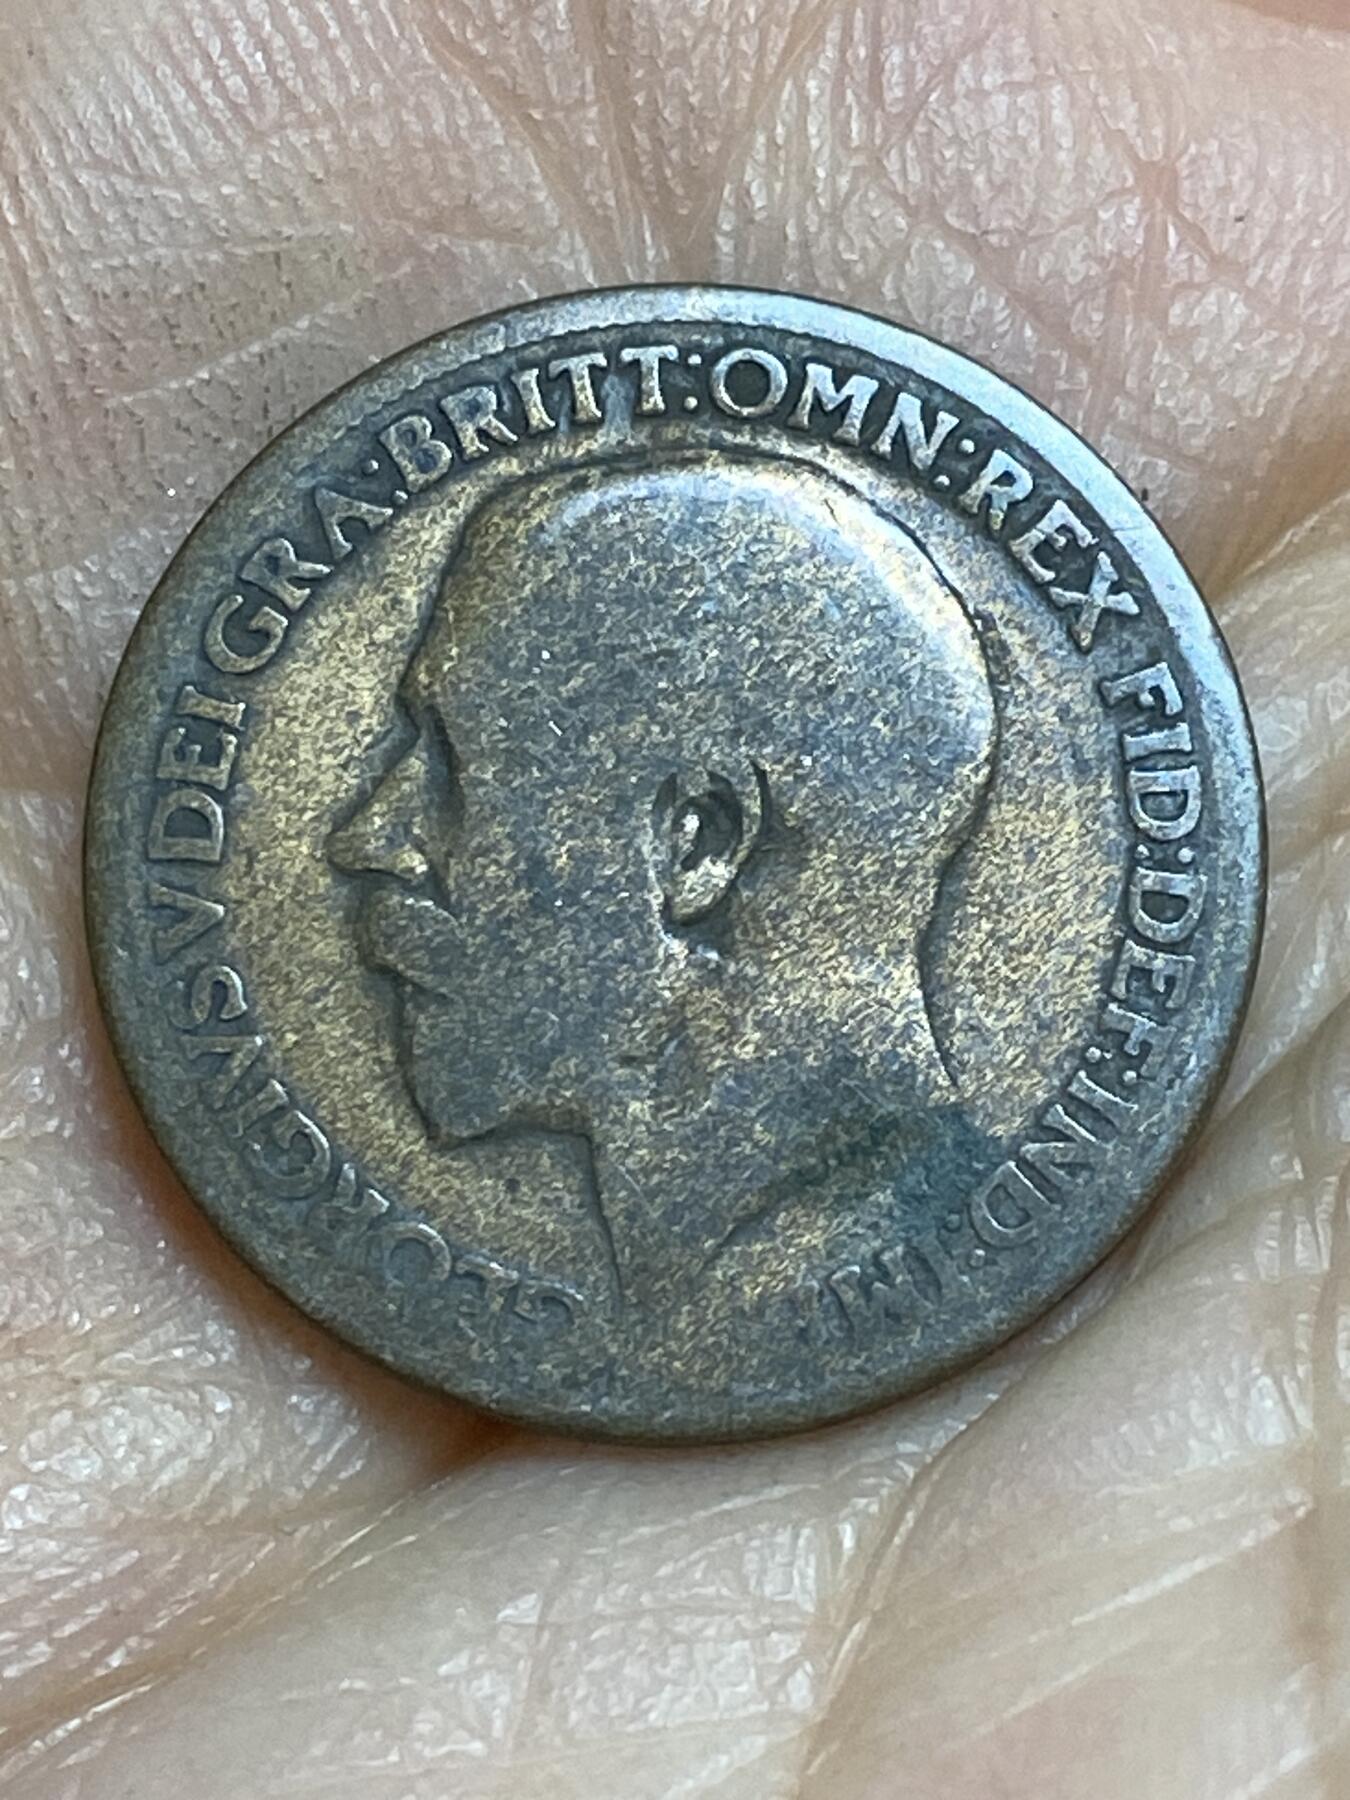 GEORGIVS V DEI GRA: BRITT: OMN: REX FID: DEF: IND: IMP